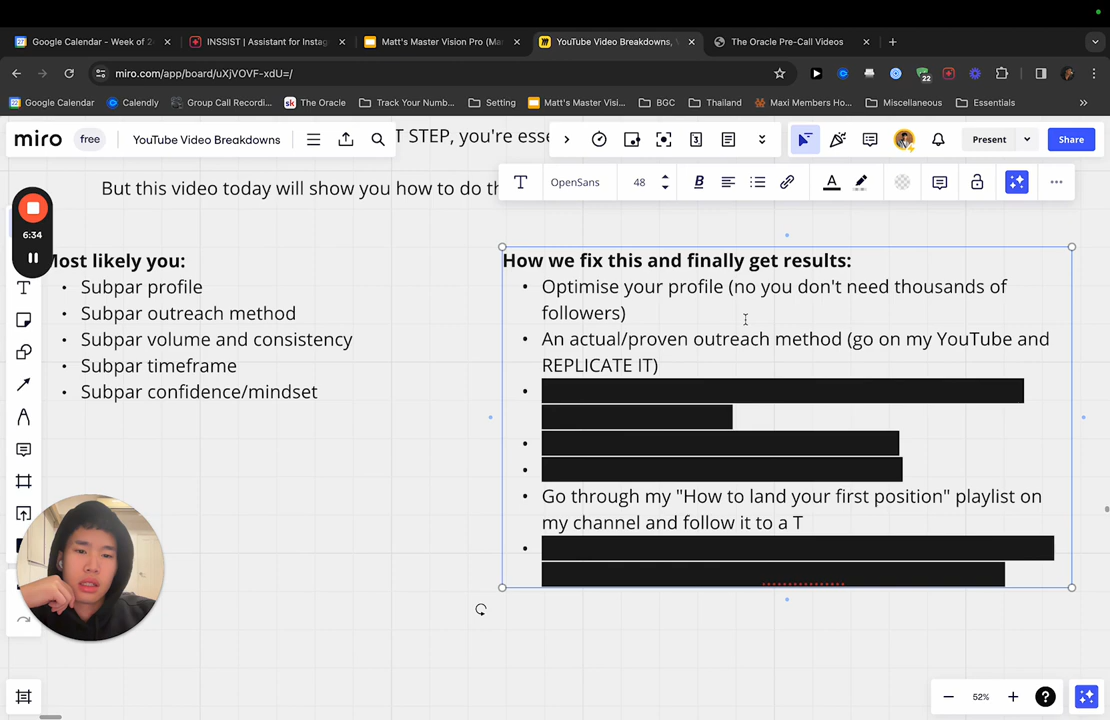 Google Calendar - Week of 2
INSSIST | Assistant for Instag
Matt's Master Vision Pro (Ma
YouTube Video Breakdowns,
The Oracle Pre-Call Videos
miro.com/app/board/uXjVOVF-xdU=/
22
Google Calendar
Calendly
Group Call Recordi...
sk The Oracle
Track Your Numb...
Setting
Matt's Master Visi...
BGC
Thailand
Maxi Members Ho...
Miscellaneous
Essentials
miro free YouTube Video Breakdowns
T STEP, you're esse
3
Present
Share
But this video today will show you how to do th
OpenSans 48
6:34
Most likely you:
• Subpar profile
• Subpar outreach method
• Subpar volume and consistency
• Subpar timeframe
• Subpar confidence/mindset
How we fix this and finally get results:
• Optimise your profile (no you don't need thousands of
followers)
• An actual/proven outreach method (go on my YouTube and
REPLICATE IT)
• Go through my "How to land your first position" playlist on
my channel and follow it to a T
52%